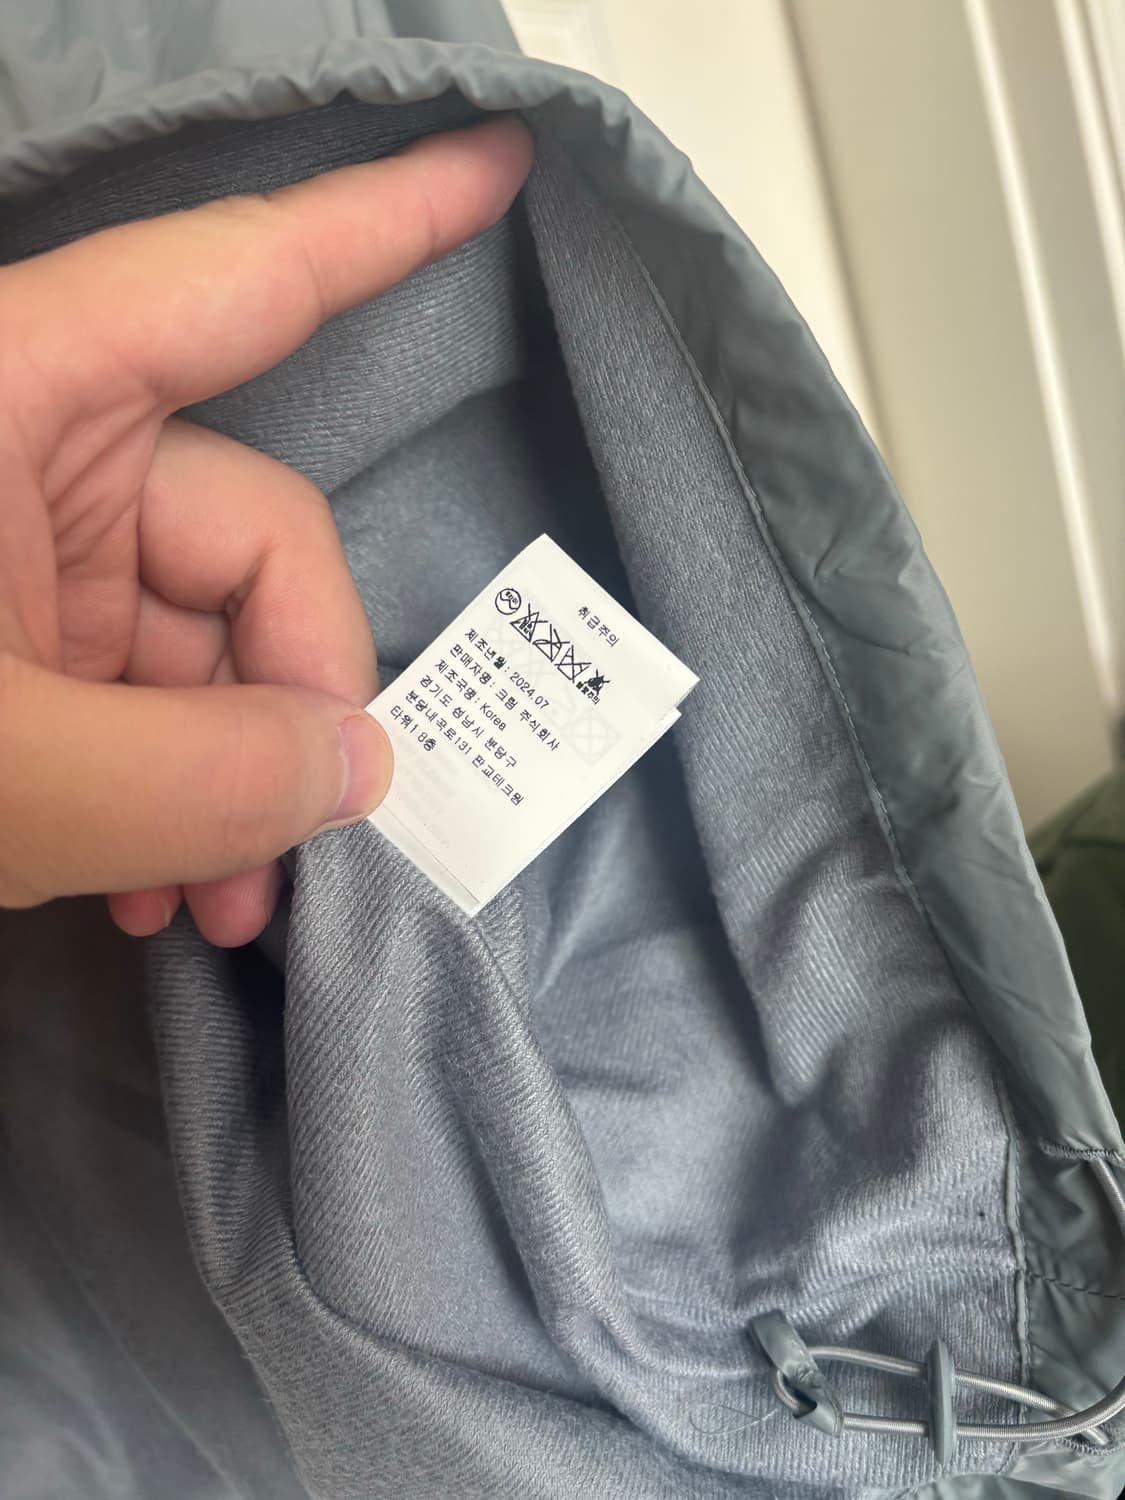 취급주의
제조년월: 2024.07
판매자명: 크림 주식회사
제조국명: Korea
경기도 성남시 분당구
분당내곡로131 판교테크원
타워1 8층